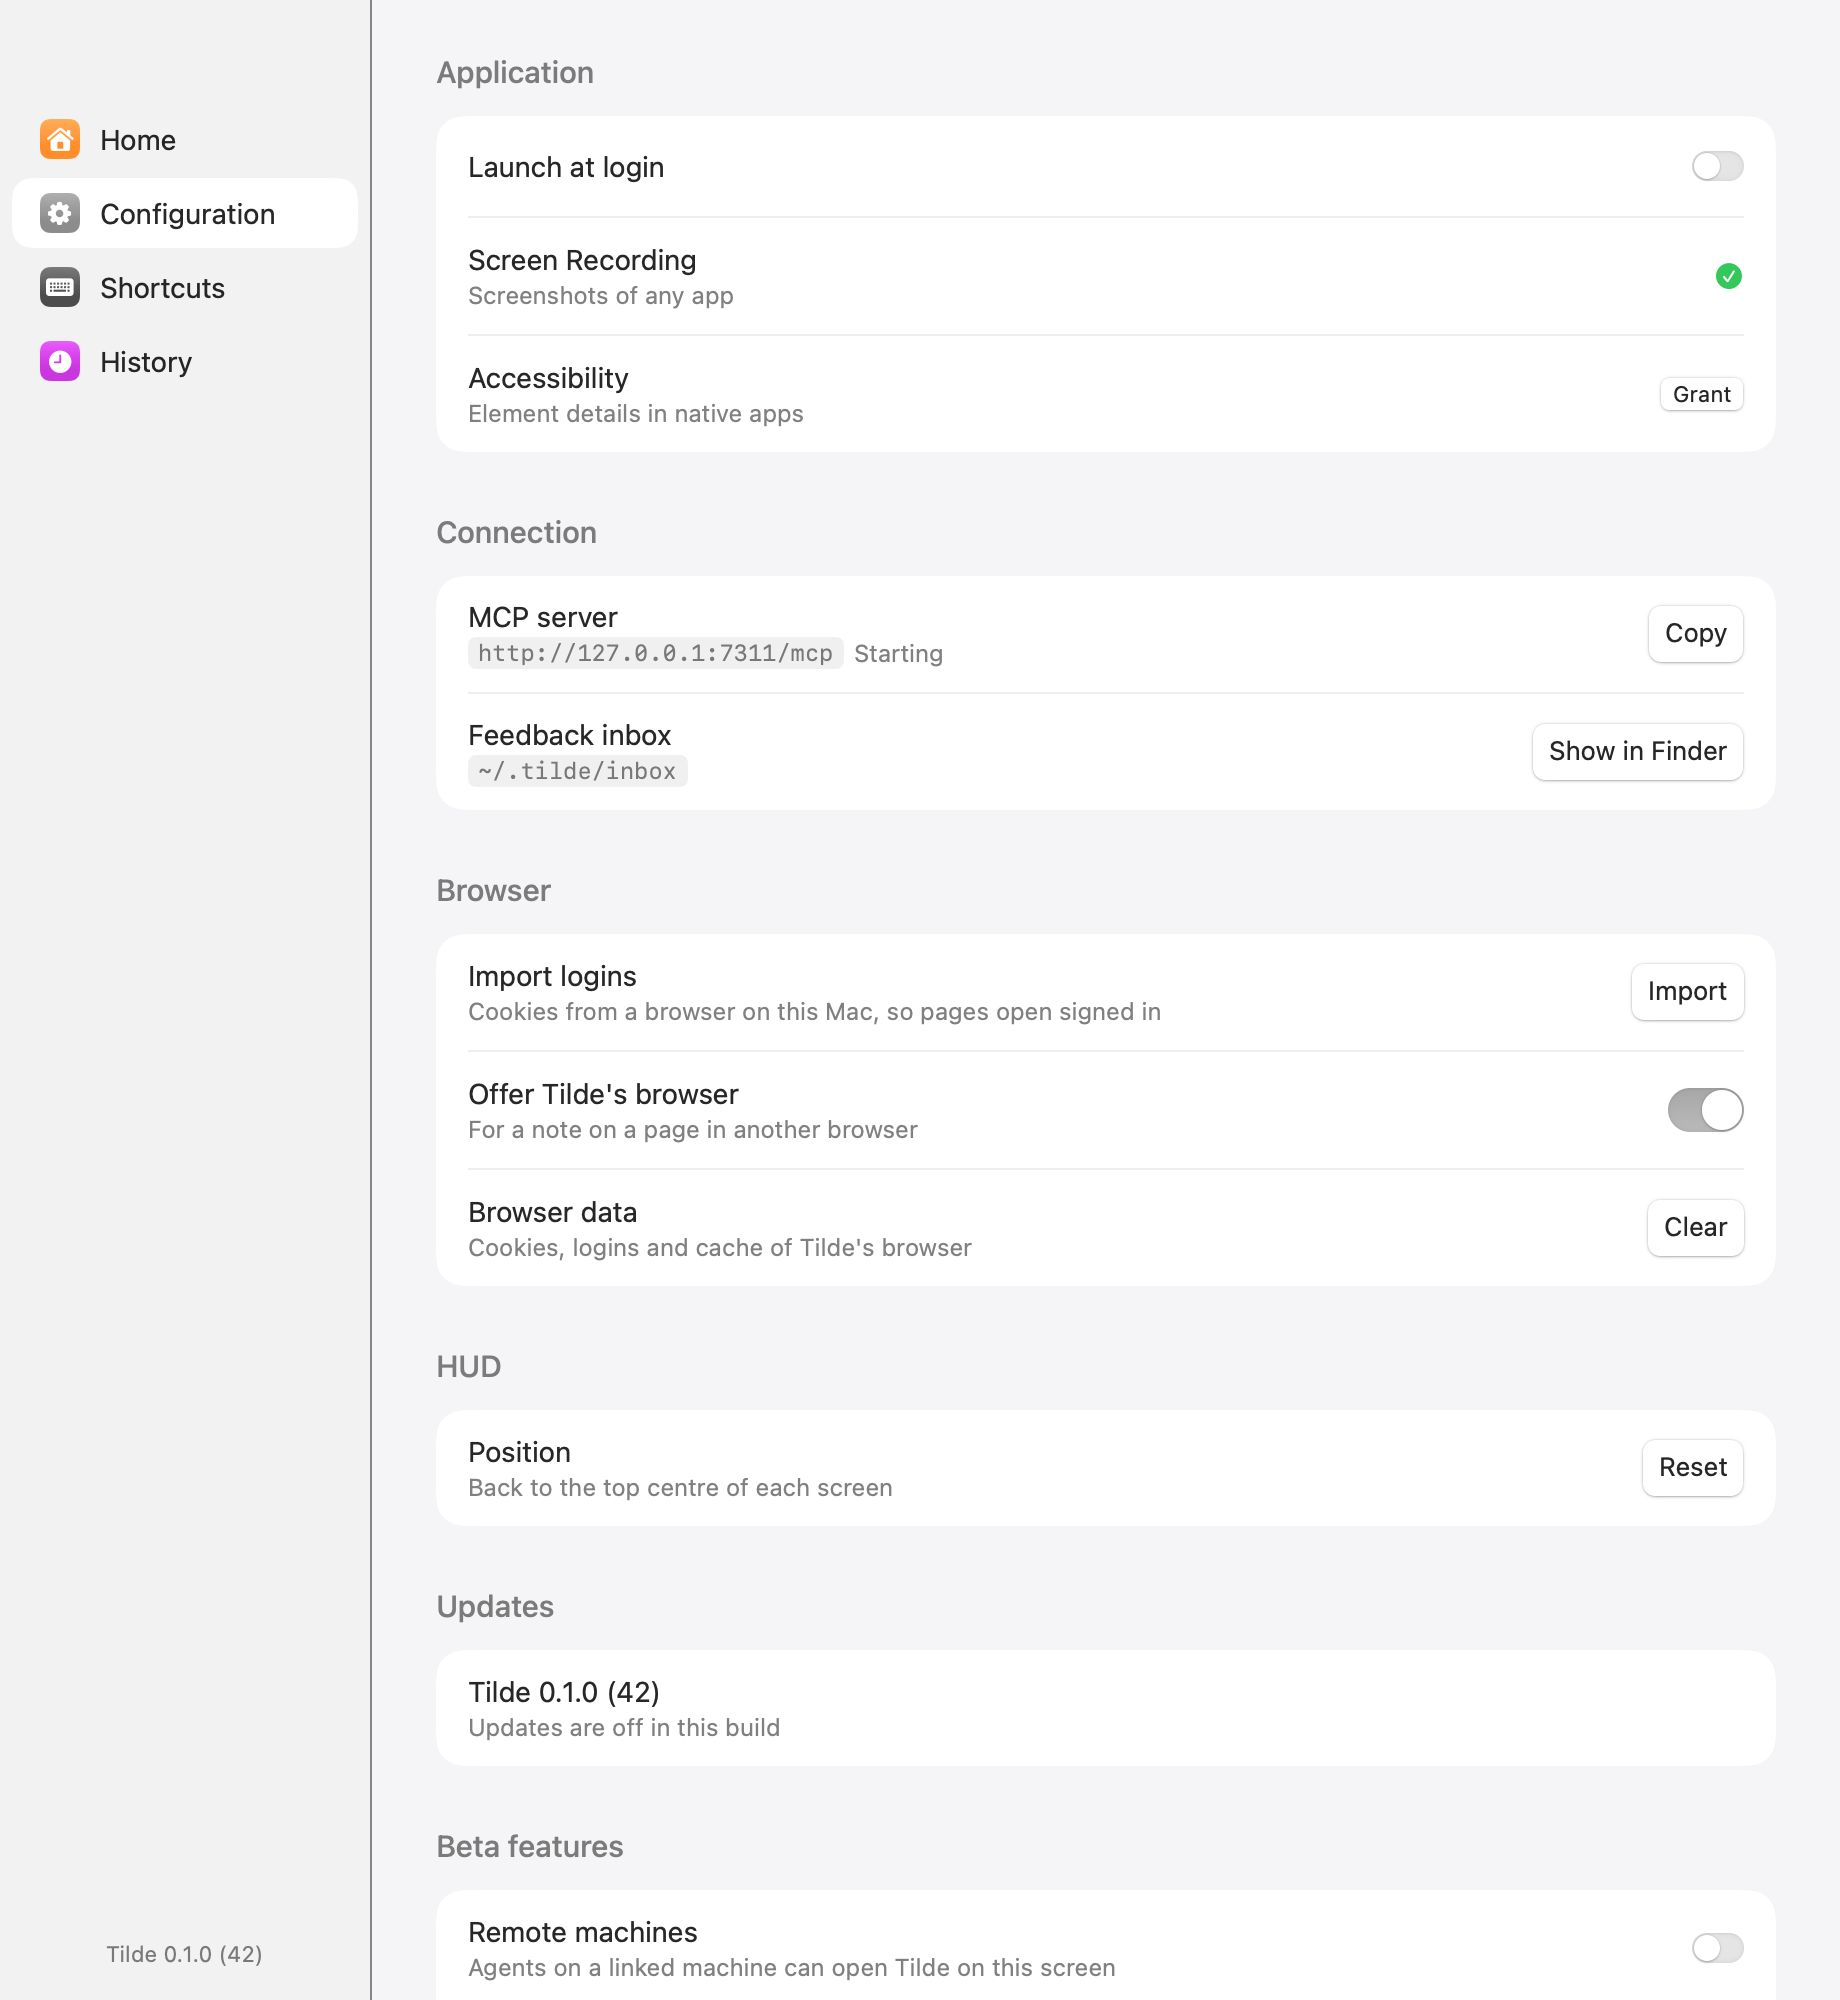 Home
Configuration
Shortcuts
History
Tilde 0.1.0 (42)
Application
Launch at login
Screen Recording
Screenshots of any app
Accessibility
Element details in native apps
Grant
Connection
MCP server
http://127.0.0.1:7311/mcp Starting
Copy
Feedback inbox
~/.tilde/inbox
Show in Finder
Browser
Import logins
Cookies from a browser on this Mac, so pages open signed in
Import
Offer Tilde's browser
For a note on a page in another browser
Browser data
Cookies, logins and cache of Tilde's browser
Clear
HUD
Position
Back to the top centre of each screen
Reset
Updates
Tilde 0.1.0 (42)
Updates are off in this build
Beta features
Remote machines
Agents on a linked machine can open Tilde on this screen